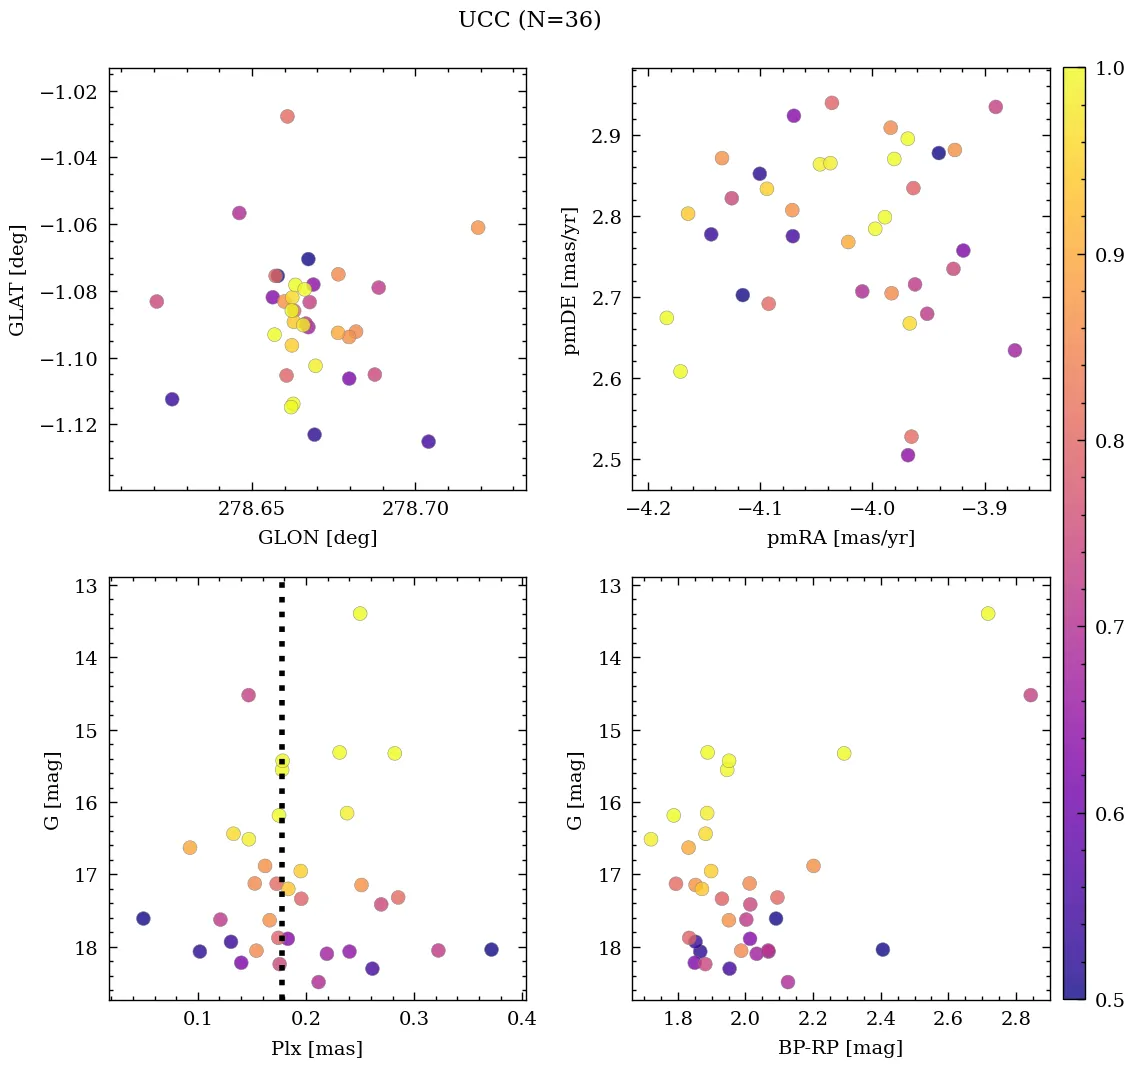 UCC (N=36)
−1.02
−1.04
−1.06
−1.08
−1.10
−1.12
GLAT [deg]
278.65 278.70
GLON [deg]
2.9
2.8
2.7
2.6
2.5
pmDE [mas/yr]
−4.2 −4.1 −4.0 −3.9
pmRA [mas/yr]
13
14
15
16
17
18
G [mag]
0.1 0.2 0.3 0.4
Plx [mas]
13
14
15
16
17
18
G [mag]
1.8 2.0 2.2 2.4 2.6 2.8
BP-RP [mag]
1.0
0.9
0.8
0.7
0.6
0.5